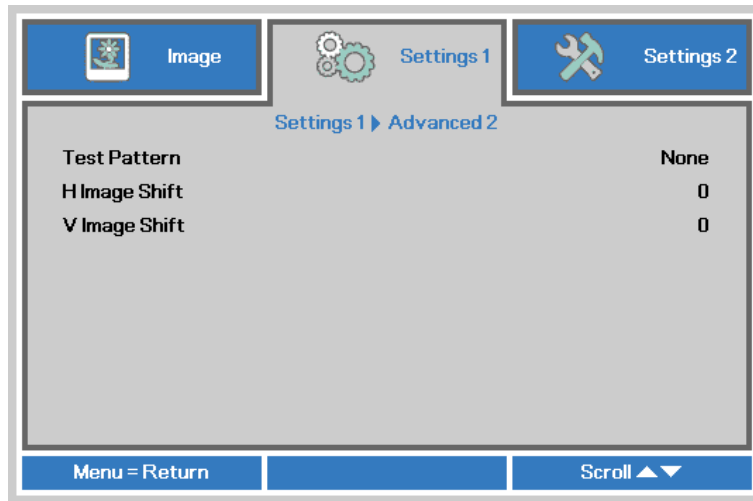 Image
Settings 1
Settings 2
Settings 1 ▶ Advanced 2
Test Pattern None
H Image Shift 0
V Image Shift 0
Menu = Return
Scroll ▲▼